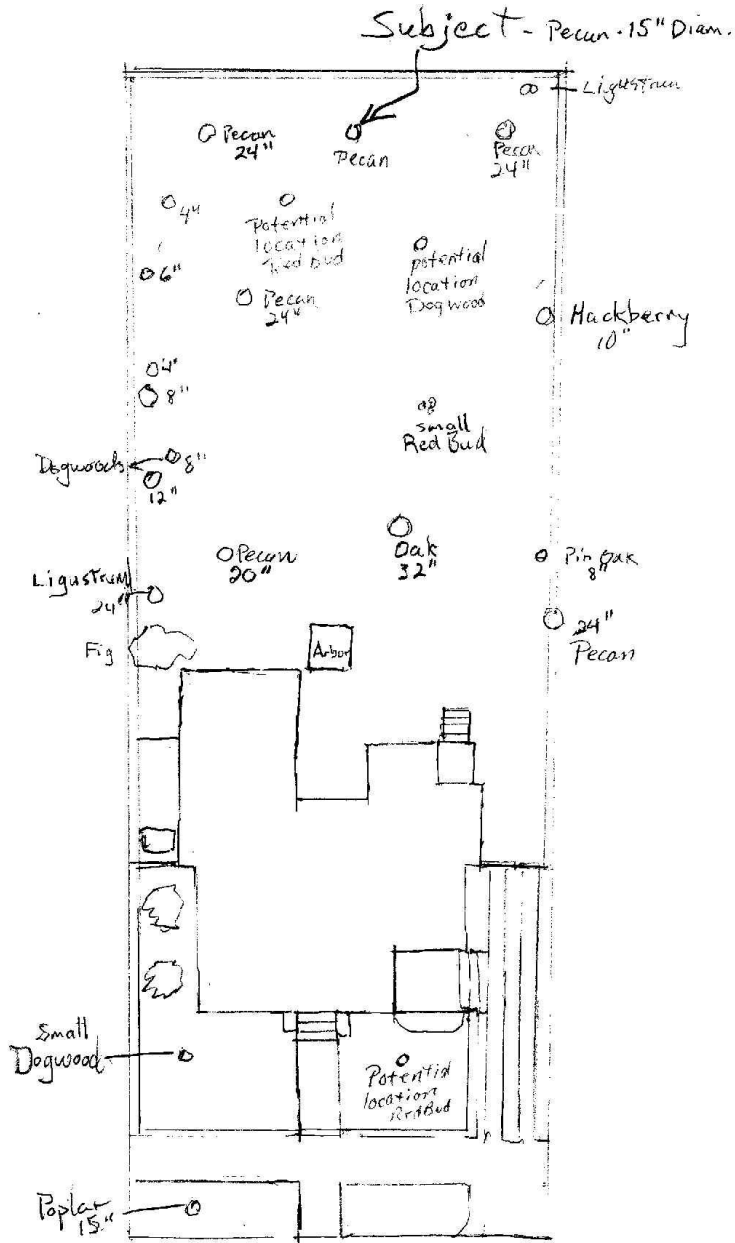 Subject - Pecan - 15" Diam.
Ligustrum
Pecan
24"
Pecan
Pecan
24"
4"
Potential
location
Red Bud
potential
location
Dogwood
6"
Pecan
24"
Hackberry
10"
4"
8"
small
Red Bud
Dogwoods
8"
12"
Pecan
20"
Oak
32"
Pin Oak
8"
Ligustrum
24"
24"
Pecan
Fig
Arbor
Small
Dogwood
Potential
location
Red Bud
Poplar
15"